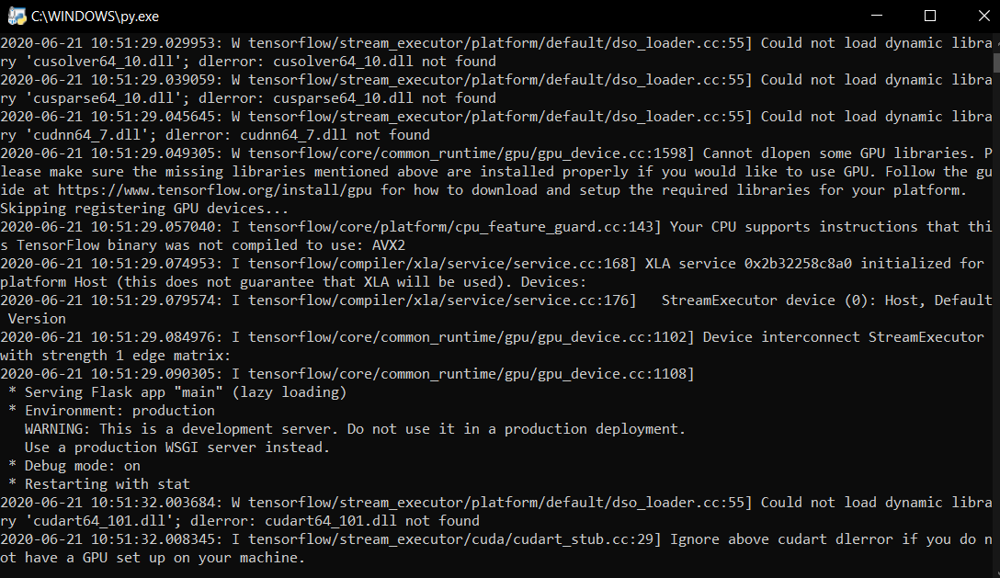 C:\WINDOWS\py.exe
2020-06-21 10:51:29.029953: W tensorflow/stream_executor/platform/default/dso_loader.cc:55] Could not load dynamic libra
ry 'cusolver64_10.dll'; dlerror: cusolver64_10.dll not found
2020-06-21 10:51:29.039059: W tensorflow/stream_executor/platform/default/dso_loader.cc:55] Could not load dynamic libra
ry 'cusparse64_10.dll'; dlerror: cusparse64_10.dll not found
2020-06-21 10:51:29.045645: W tensorflow/stream_executor/platform/default/dso_loader.cc:55] Could not load dynamic libra
ry 'cudnn64_7.dll'; dlerror: cudnn64_7.dll not found
2020-06-21 10:51:29.049305: W tensorflow/core/common_runtime/gpu/gpu_device.cc:1598] Cannot dlopen some GPU libraries. P
lease make sure the missing libraries mentioned above are installed properly if you would like to use GPU. Follow the gu
ide at https://www.tensorflow.org/install/gpu for how to download and setup the required libraries for your platform.
Skipping registering GPU devices...
2020-06-21 10:51:29.057040: I tensorflow/core/platform/cpu_feature_guard.cc:143] Your CPU supports instructions that thi
s TensorFlow binary was not compiled to use: AVX2
2020-06-21 10:51:29.074953: I tensorflow/compiler/xla/service/service.cc:168] XLA service 0x2b32258c8a0 initialized for
platform Host (this does not guarantee that XLA will be used). Devices:
2020-06-21 10:51:29.079574: I tensorflow/compiler/xla/service/service.cc:176]   StreamExecutor device (0): Host, Default
 Version
2020-06-21 10:51:29.084976: I tensorflow/core/common_runtime/gpu/gpu_device.cc:1102] Device interconnect StreamExecutor
with strength 1 edge matrix:
2020-06-21 10:51:29.090305: I tensorflow/core/common_runtime/gpu/gpu_device.cc:1108]
 * Serving Flask app "main" (lazy loading)
 * Environment: production
   WARNING: This is a development server. Do not use it in a production deployment.
   Use a production WSGI server instead.
 * Debug mode: on
 * Restarting with stat
2020-06-21 10:51:32.003684: W tensorflow/stream_executor/platform/default/dso_loader.cc:55] Could not load dynamic libra
ry 'cudart64_101.dll'; dlerror: cudart64_101.dll not found
2020-06-21 10:51:32.008345: I tensorflow/stream_executor/cuda/cudart_stub.cc:29] Ignore above cudart dlerror if you do n
ot have a GPU set up on your machine.